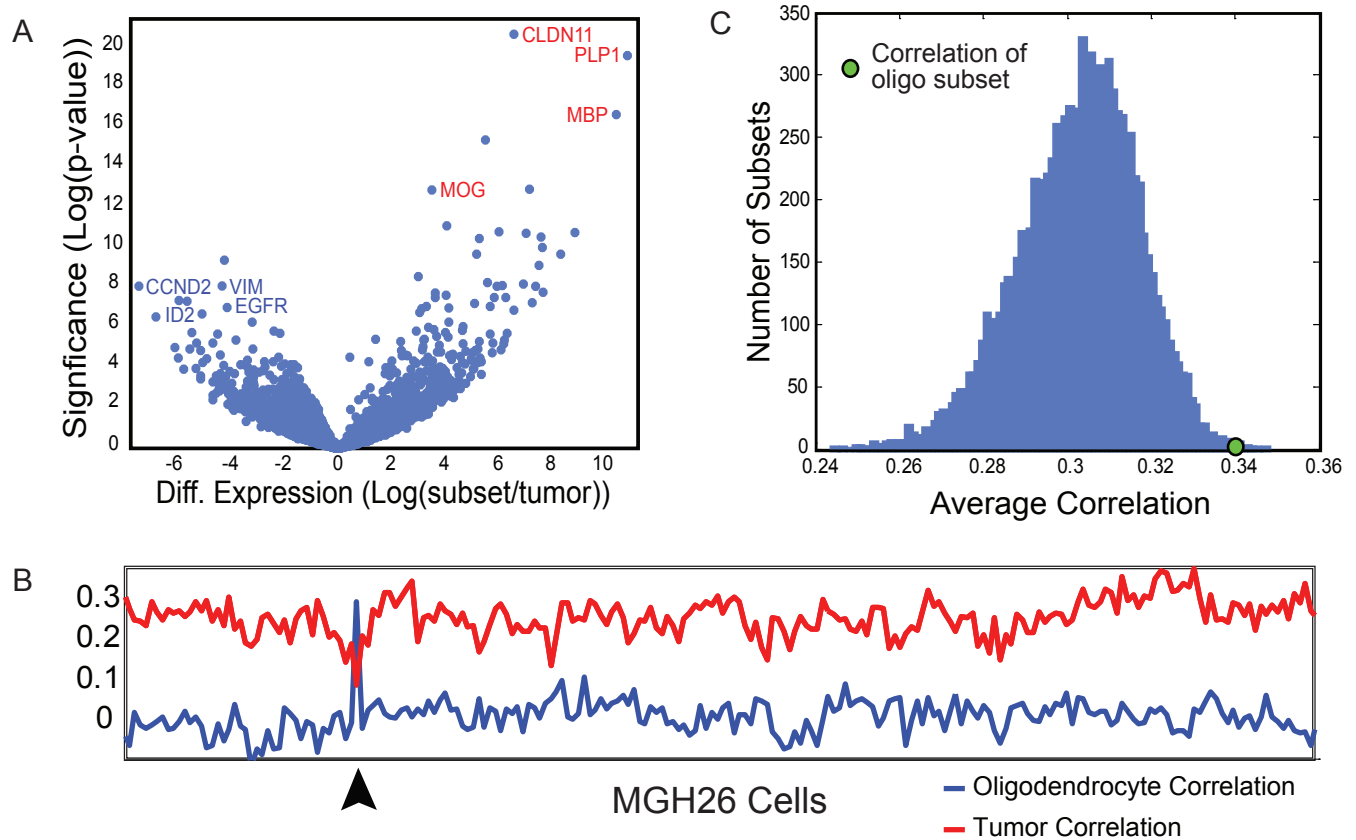 A
20
18
16
14
12
10
8
6
4
2
0
Signficance (Log(p-value))
CLDN11
PLP1
MBP
MOG
CCND2
VIM
ID2
EGFR
-6
-4
-2
0
2
4
6
8
10
Diff. Expression (Log(subset/tumor))
C
350
300
250
200
150
100
50
0
Number of Subsets
Correlation of
oligo subset
0.24
0.26
0.28
0.3
0.32
0.34
0.36
Average Correlation
B
0.3
0.2
0.1
0
MGH26 Cells
Oligodendrocyte Correlation
Tumor Correlation